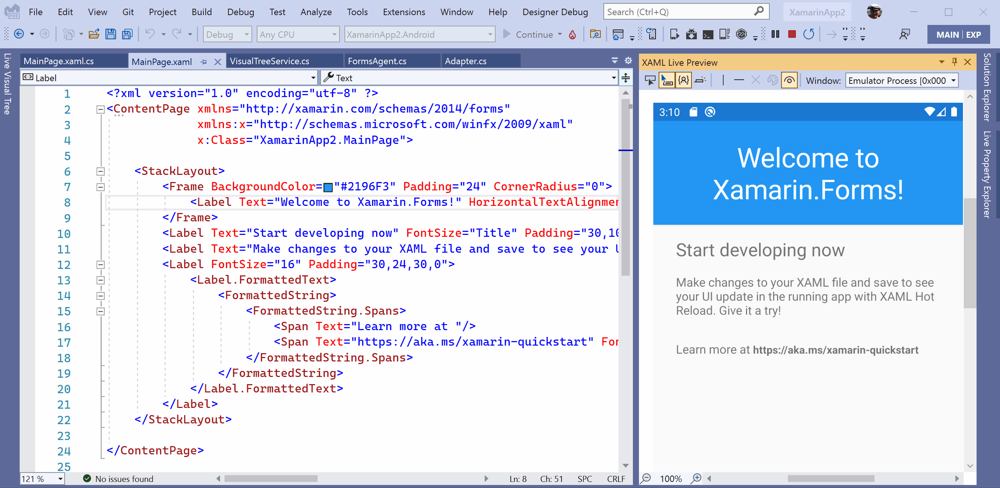 PRE
File Edit View Git Project Build Debug Test Analyze Tools Extensions Window Help Designer Debug Search (Ctrl+Q) XamarinApp2
Debug Any CPU XamarinApp2.Android Continue MAIN | EXP
Live Visual Tree
MainPage.xaml.cs MainPage.xaml VisualTreeService.cs FormsAgent.cs Adapter.cs
Label Text
1 <?xml version="1.0" encoding="utf-8" ?>
2 <ContentPage xmlns="http://xamarin.com/schemas/2014/forms"
3 xmlns:x="http://schemas.microsoft.com/winfx/2009/xaml"
4 x:Class="XamarinApp2.MainPage">
5
6 <StackLayout>
7 <Frame BackgroundColor="#2196F3" Padding="24" CornerRadius="0">
8 <Label Text="Welcome to Xamarin.Forms!" HorizontalTextAlignmen
9 </Frame>
10 <Label Text="Start developing now" FontSize="Title" Padding="30,10
11 <Label Text="Make changes to your XAML file and save to see your U
12 <Label FontSize="16" Padding="30,24,30,0">
13 <Label.FormattedText>
14 <FormattedString>
15 <FormattedString.Spans>
16 <Span Text="Learn more at "/>
17 <Span Text="https://aka.ms/xamarin-quickstart" Fon
18 </FormattedString.Spans>
19 </FormattedString>
20 </Label.FormattedText>
21 </Label>
22 </StackLayout>
23
24 </ContentPage>
25
121 % No issues found Ln: 8 Ch: 51 SPC CRLF
XAML Live Preview
Window: Emulator Process [0x000
3:10
Welcome to
Xamarin.Forms!
Start developing now
Make changes to your XAML file and save to see
your UI update in the running app with XAML Hot
Reload. Give it a try!
Learn more at https://aka.ms/xamarin-quickstart
100%
Solution Explorer
Live Property Explorer